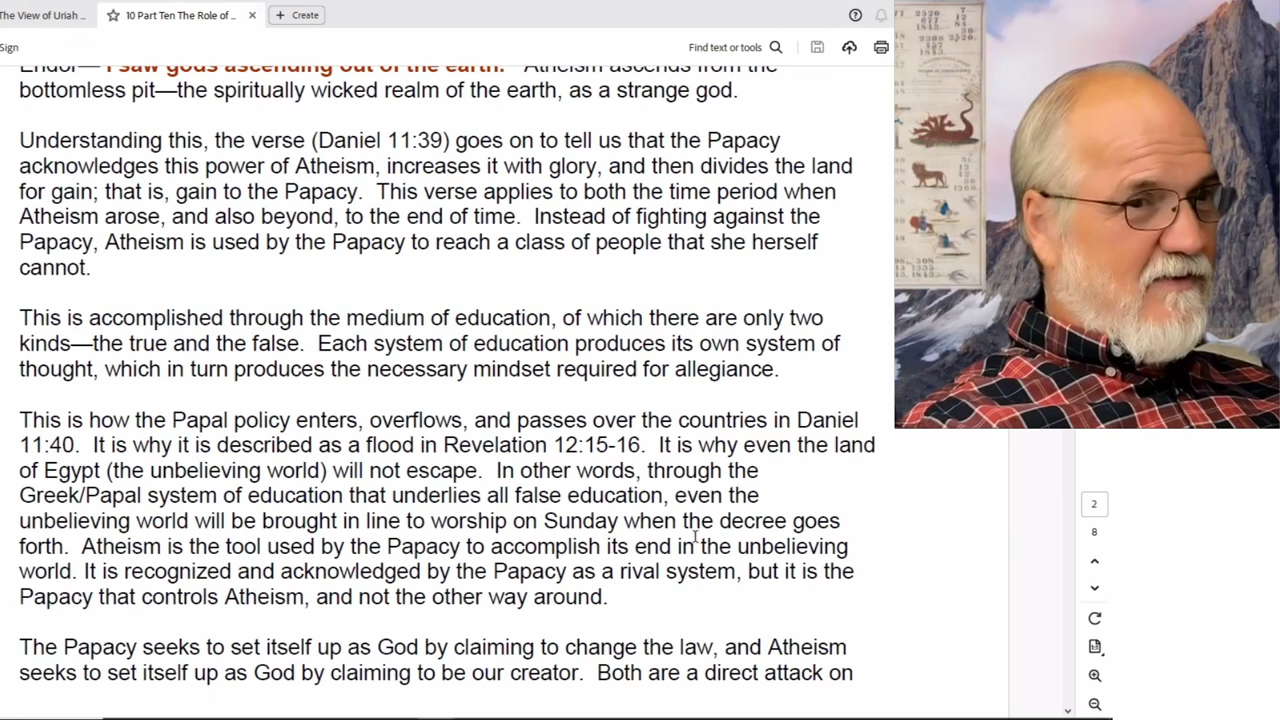 The View of Uriah ...
10 Part Ten The Role of ...
Create
Sign
Find text or tools
Endor—"I saw gods ascending out of the earth." Atheism ascends from the
bottomless pit—the spiritually wicked realm of the earth, as a strange god.
Understanding this, the verse (Daniel 11:39) goes on to tell us that the Papacy
acknowledges this power of Atheism, increases it with glory, and then divides the land
for gain; that is, gain to the Papacy. This verse applies to both the time period when
Atheism arose, and also beyond, to the end of time. Instead of fighting against the
Papacy, Atheism is used by the Papacy to reach a class of people that she herself
cannot.
This is accomplished through the medium of education, of which there are only two
kinds—the true and the false. Each system of education produces its own system of
thought, which in turn produces the necessary mindset required for allegiance.
This is how the Papal policy enters, overflows, and passes over the countries in Daniel
11:40. It is why it is described as a flood in Revelation 12:15-16. It is why even the land
of Egypt (the unbelieving world) will not escape. In other words, through the
Greek/Papal system of education that underlies all false education, even the
unbelieving world will be brought in line to worship on Sunday when the decree goes
forth. Atheism is the tool used by the Papacy to accomplish its end in the unbelieving
world. It is recognized and acknowledged by the Papacy as a rival system, but it is the
Papacy that controls Atheism, and not the other way around.
The Papacy seeks to set itself up as God by claiming to change the law, and Atheism
seeks to set itself up as God by claiming to be our creator. Both are a direct attack on
2
8